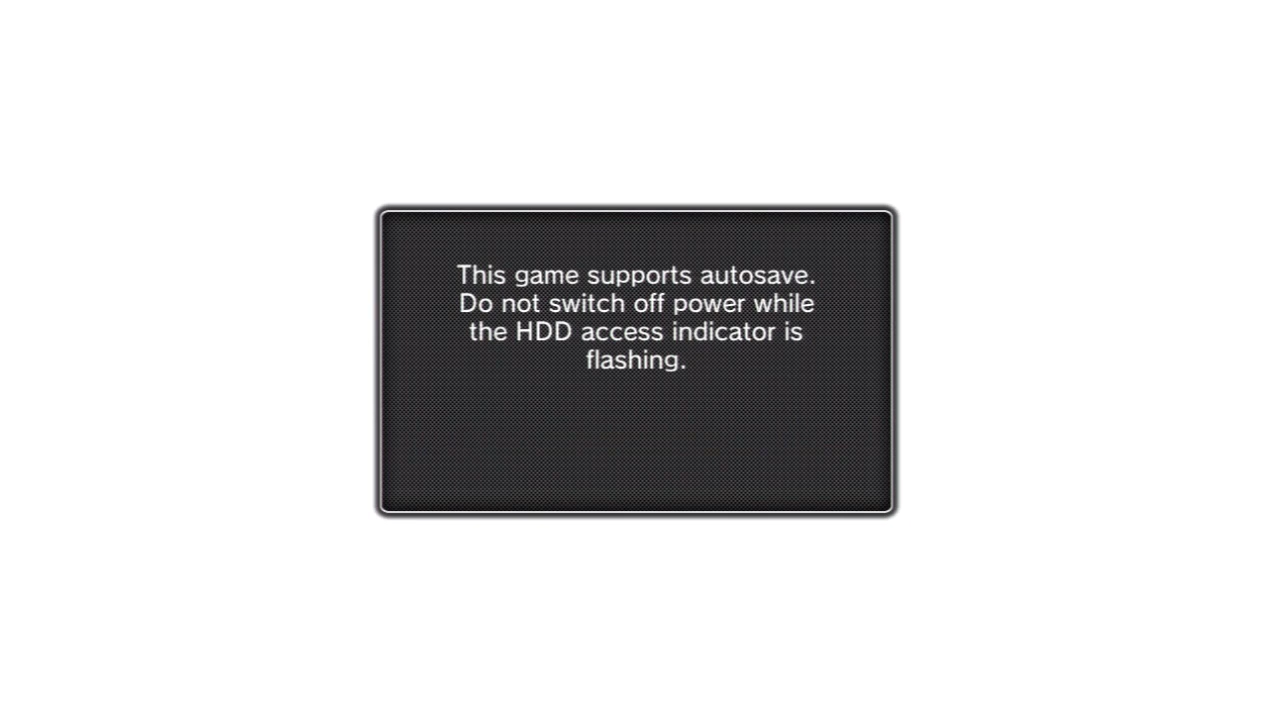 This game supports autosave.
Do not switch off power while
the HDD access indicator is
flashing.